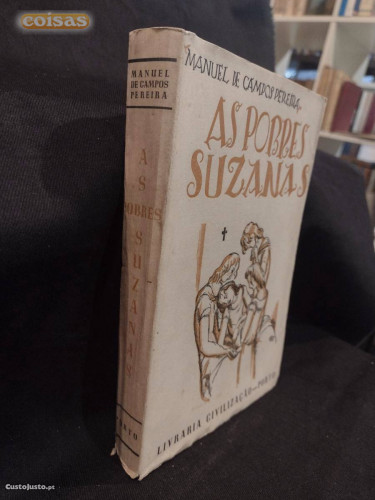 coisas
MANUEL
DE CAMPOS
PEREIRA
AS
POBRES
SUZANAS
MANUEL DE CAMPOS PEREIRA
AS POBRES
SUZANAS
LIVRARIA CIVILIZAÇÃO — PORTO
CustoJusto.pt